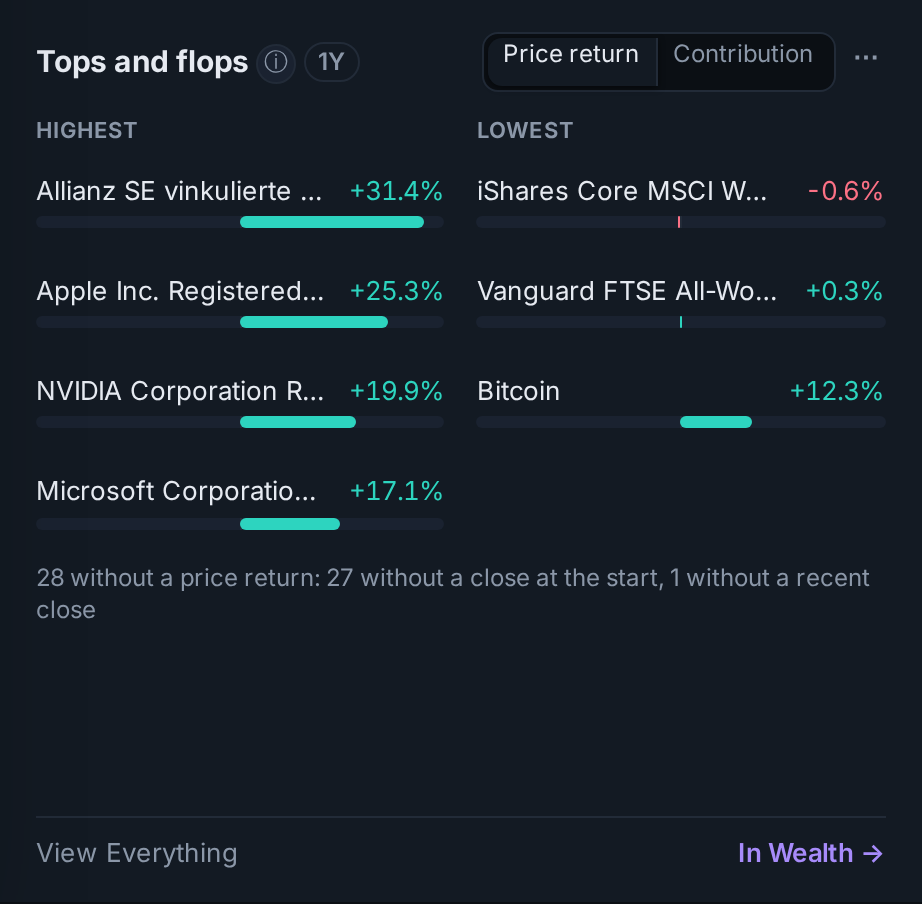 Tops and flops ⓘ 1Y
Price return
Contribution
...
HIGHEST
Allianz SE vinkulierte ... +31.4%
Apple Inc. Registered... +25.3%
NVIDIA Corporation R... +19.9%
Microsoft Corporatio... +17.1%
LOWEST
iShares Core MSCI W... -0.6%
Vanguard FTSE All-Wo... +0.3%
Bitcoin +12.3%
28 without a price return: 27 without a close at the start, 1 without a recent
close
View Everything
In Wealth →